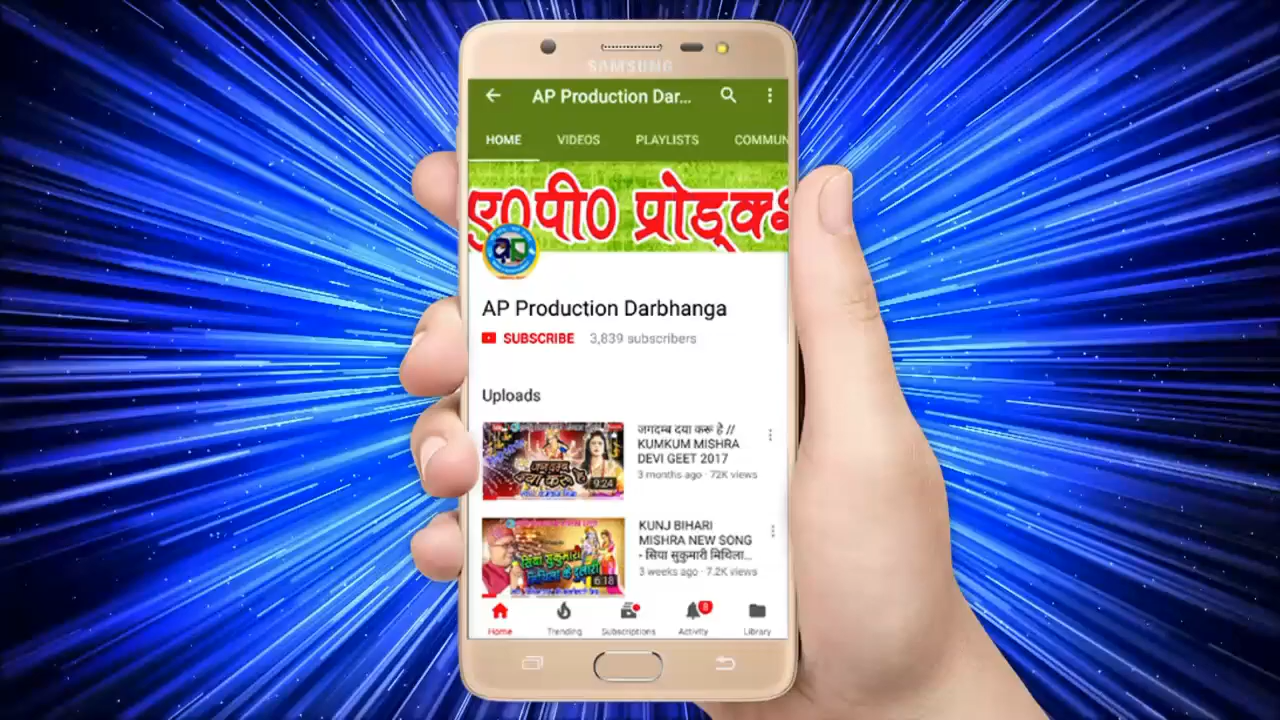 SAMSUNG
AP Production Dar...
HOME VIDEOS PLAYLISTS COMMUN
ए०पी० प्रोड्क्श
AP Production Darbhanga
SUBSCRIBE 3,839 subscribers
Uploads
जगदम्ब दया करू हे //
KUMKUM MISHRA
DEVI GEET 2017
3 months ago · 72K views
9:24
KUNJ BIHARI
MISHRA NEW SONG
- सिया सुकुमारी मिथिला...
3 weeks ago · 7.2K views
सिया सुकुमारी
6:18
Home Trending Subscriptions Activity Library